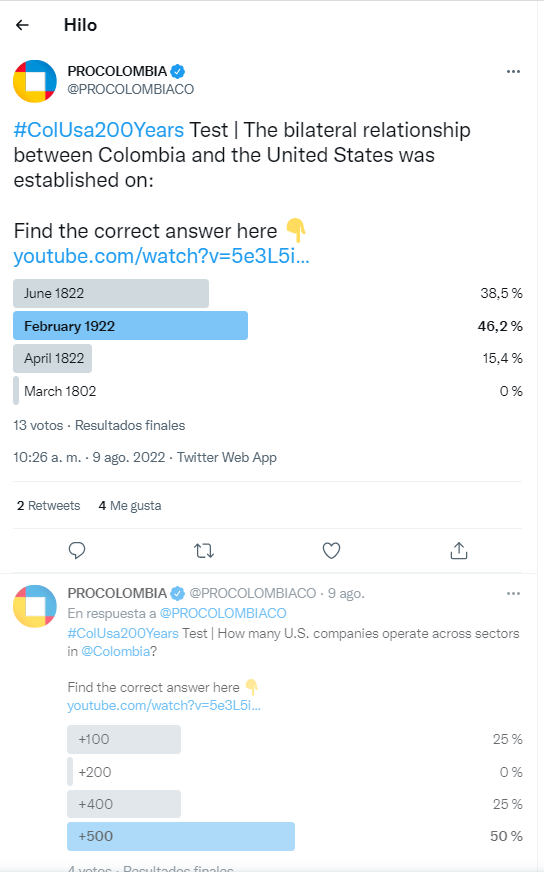 Hilo
PROCOLOMBIA
@PROCOLOMBIACO
#ColUsa200Years Test | The bilateral relationship
between Colombia and the United States was
established on:
Find the correct answer here 👇
youtube.com/watch?v=5e3L5i...
June 1822 38,5 %
February 1922 46,2 %
April 1822 15,4 %
March 1802 0 %
13 votos · Resultados finales
10:26 a. m. · 9 ago. 2022 · Twitter Web App
2 Retweets 4 Me gusta
PROCOLOMBIA @PROCOLOMBIACO · 9 ago.
En respuesta a @PROCOLOMBIACO
#ColUsa200Years Test | How many U.S. companies operate across sectors
in @Colombia?
Find the correct answer here 👇
youtube.com/watch?v=5e3L5i...
+100 25 %
+200 0 %
+400 25 %
+500 50 %
4 votos · Resultados finales